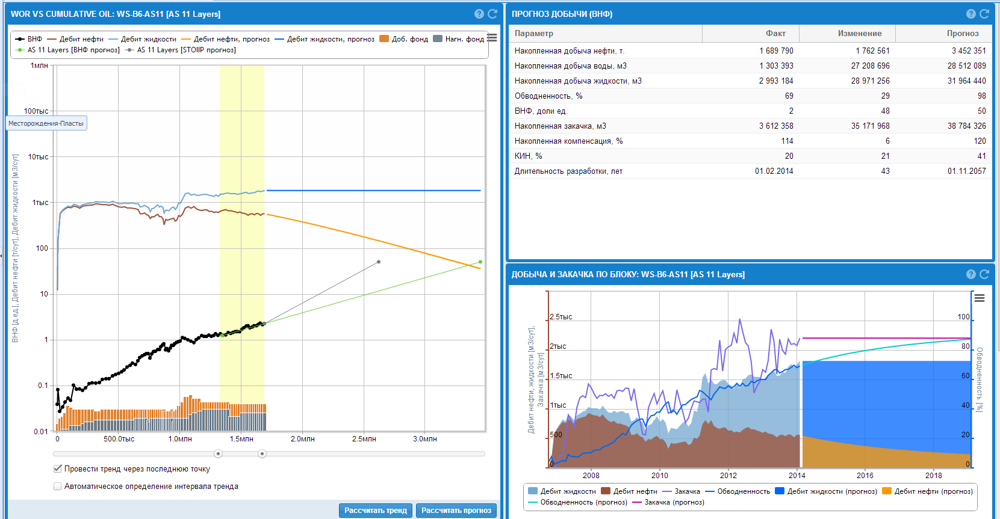 WOR VS CUMULATIVE OIL: WS-B6-AS11 [AS 11 Layers]
ВНФ Дебит нефти Дебит жидкости Дебит нефти, прогноз Дебит жидкости, прогноз Доб. фонд Нагн. фонд
AS 11 Layers [ВНФ прогноз] AS 11 Layers [STOIIP прогноз]
1млн
100тыс
Месторождения-Пласты
10тыс
1тыс
100
10
1
0.1
0.01
ВНФ [д.ед.], Дебит нефти [т/сут], Дебит жидкости [м3/сут]
0 500.0тыс 1.0млн 1.5млн 2.0млн 2.5млн 3.0млн
Провести тренд через последнюю точку
Автоматическое определение интервала тренда
Рассчитать тренд Рассчитать прогноз
ПРОГНОЗ ДОБЫЧИ (ВНФ)
Параметр Факт Изменение Прогноз
Накопленная добыча нефти, т. 1 689 790 1 762 561 3 452 351
Накопленная добыча воды, м3 1 303 393 27 208 696 28 512 089
Накопленная добыча жидкости, м3 2 993 184 28 971 256 31 964 440
Обводненность, % 69 29 98
ВНФ, доли ед. 2 48 50
Накопленная закачка, м3 3 612 358 35 171 968 38 784 326
Накопленная компенсация, % 114 6 120
КИН, % 20 21 41
Длительность разработки, лет 01.02.2014 43 01.11.2057
ДОБЫЧА И ЗАКАЧКА ПО БЛОКУ: WS-B6-AS11 [AS 11 Layers]
Дебит нефти, жидкости [м3/сут],
Закачка [м3/сут]
2.5тыс
2тыс
1.5тыс
1тыс
500
0
100
80
60
40
20
0
Обводненность [%]
2008 2010 2012 2014 2016 2018
Дебит жидкости Дебит нефти Закачка Обводненность Дебит жидкости (прогноз) Дебит нефти (прогноз)
Обводненность (прогноз) Закачка (прогноз)